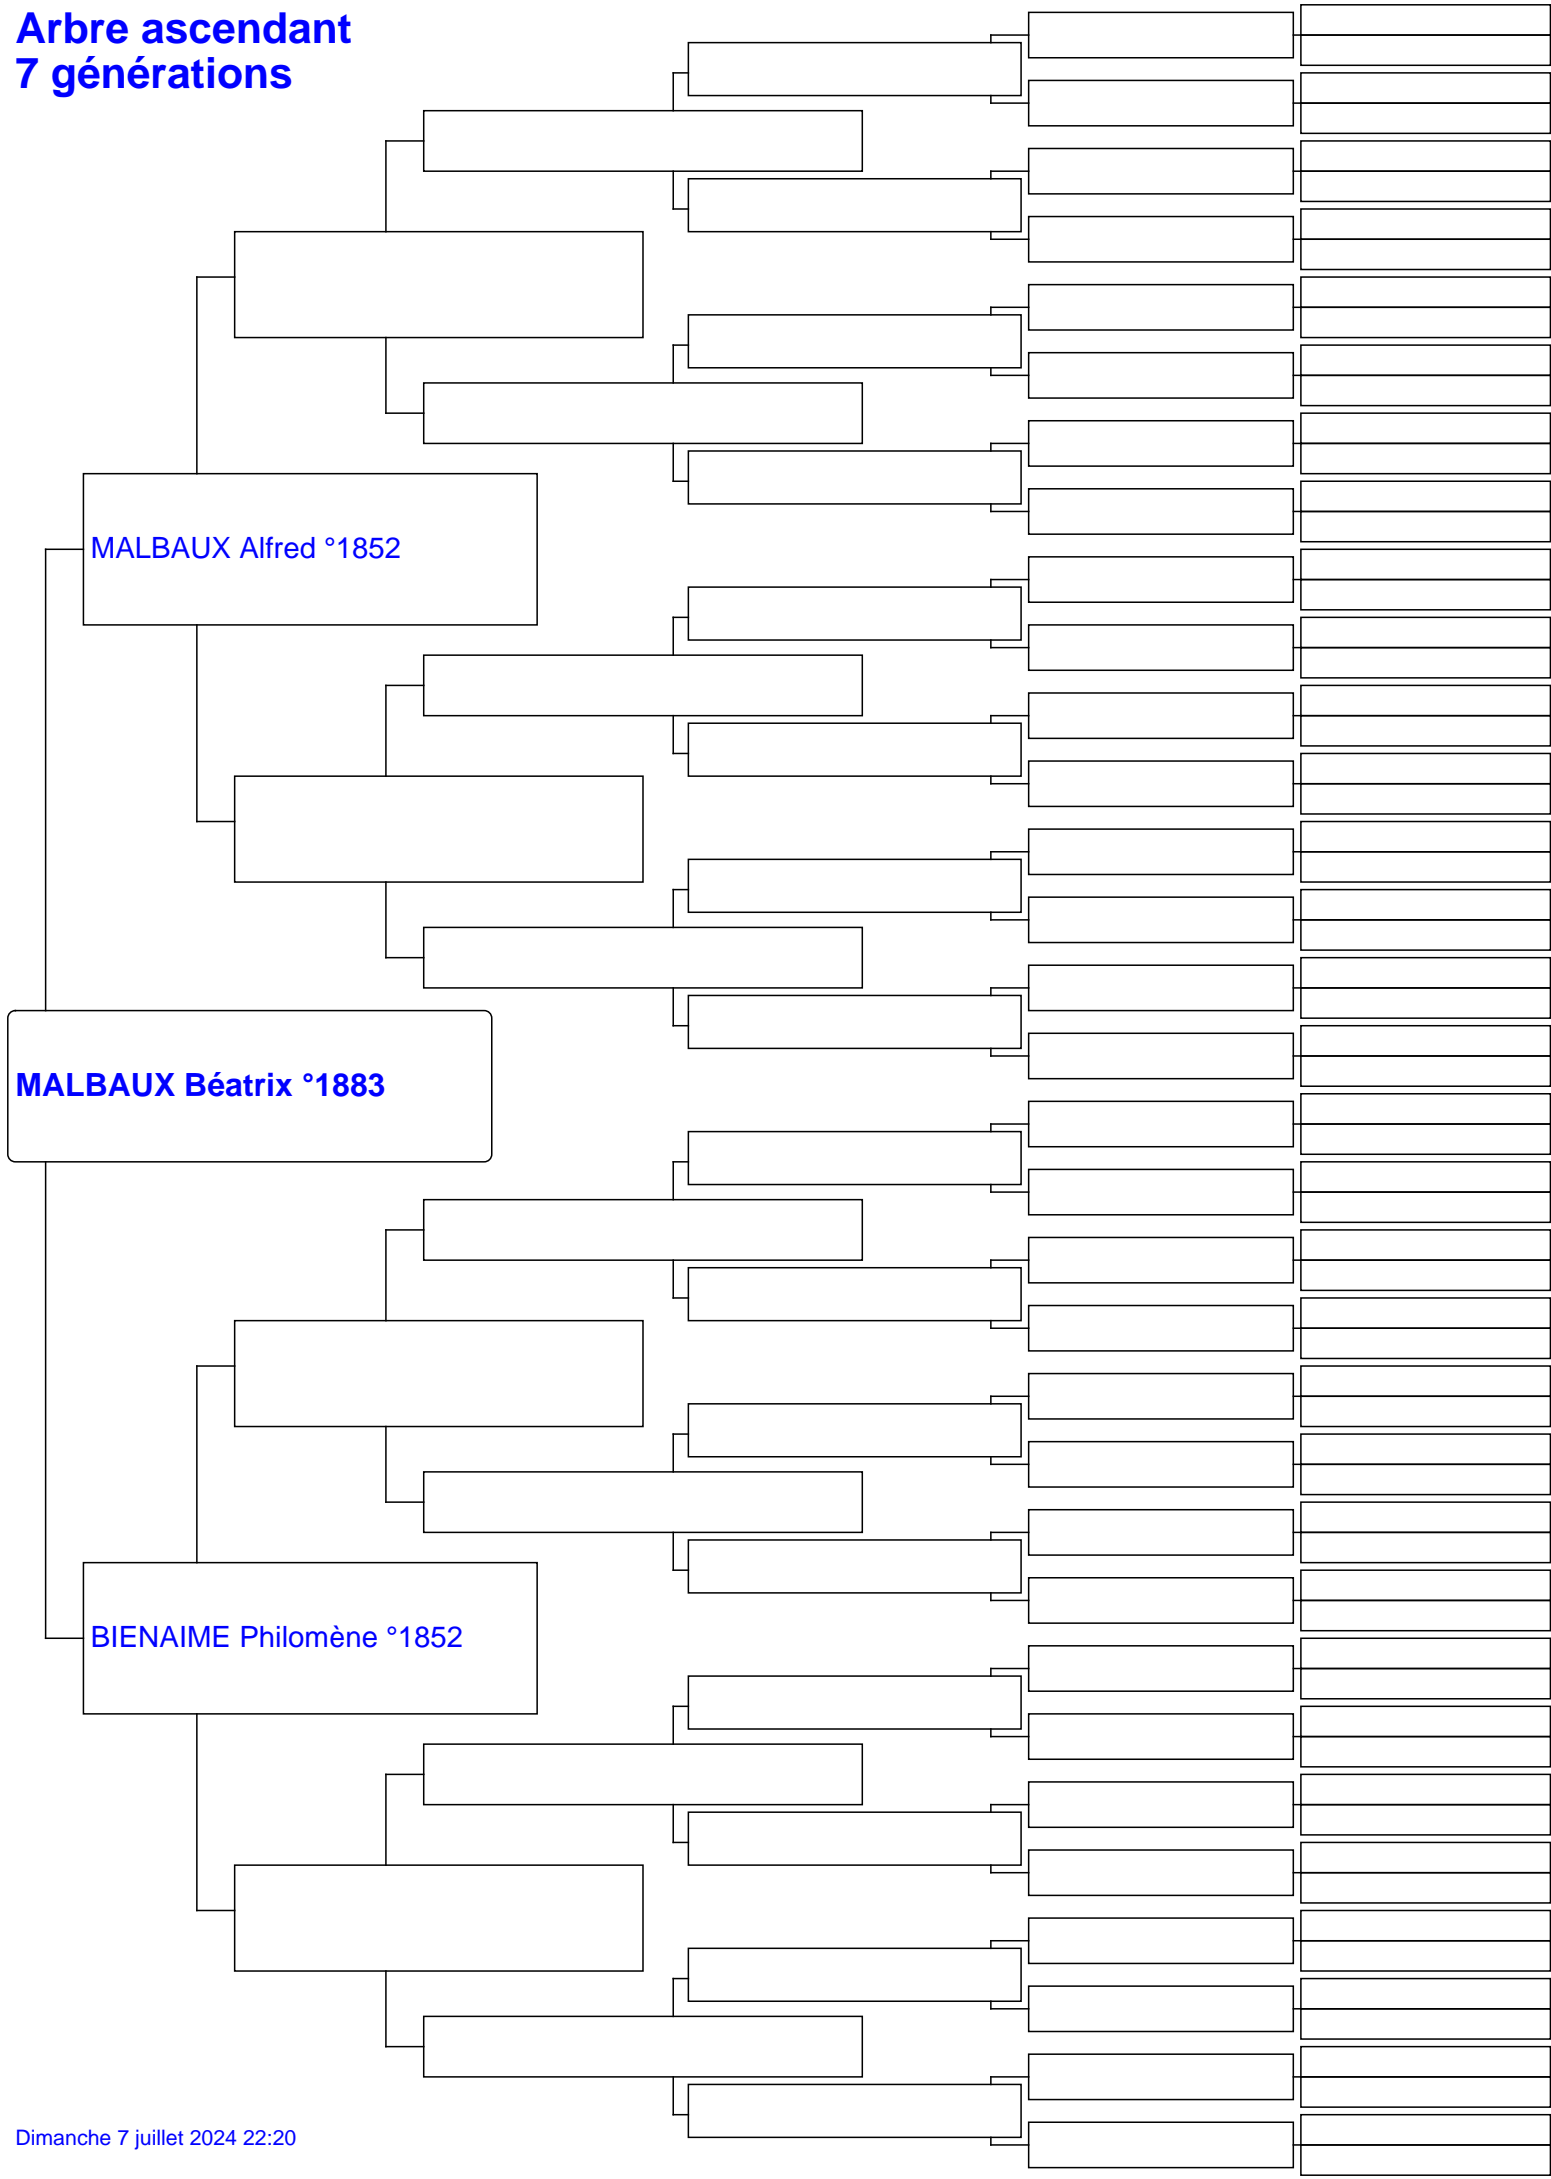 Arbre ascendant
7 générations
MALBAUX Alfred °1852
MALBAUX Béatrix °1883
BIENAIME Philomène °1852
Dimanche 7 juillet 2024 22:20